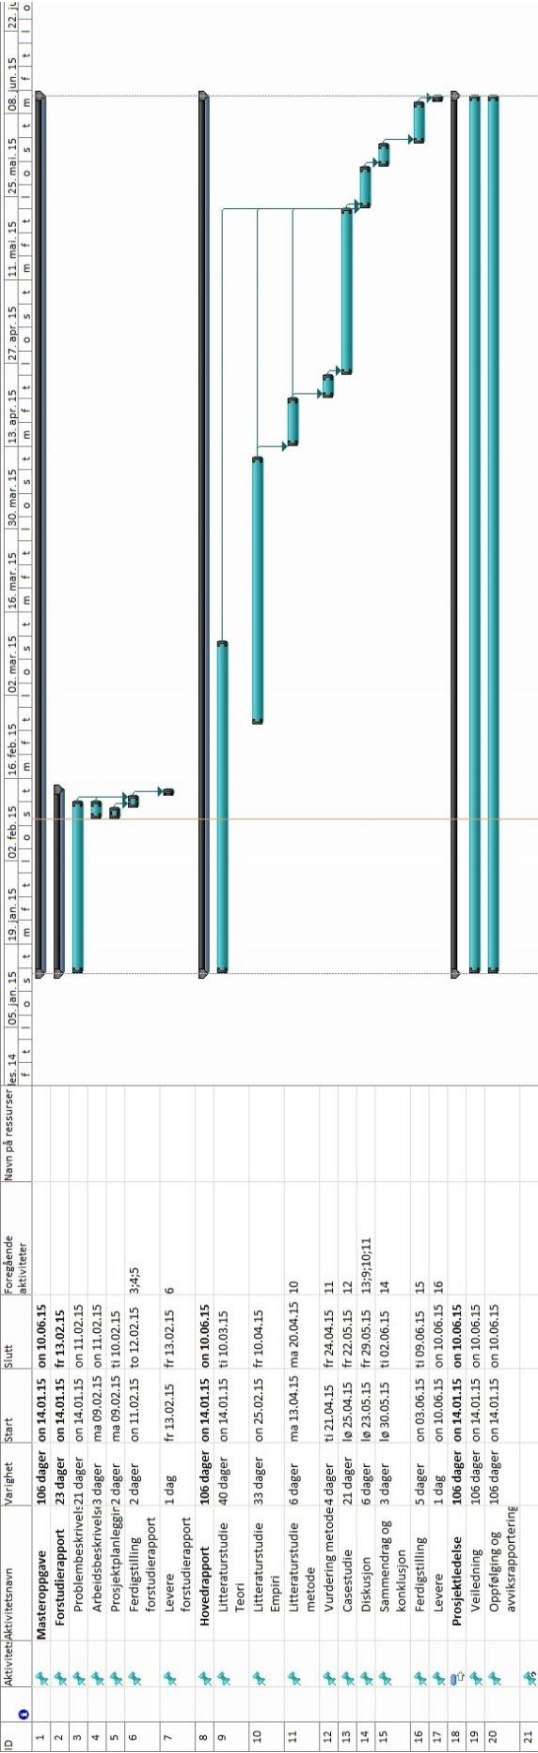 ID Aktivitet Aktivitetsnavn Varighet Start Slutt Foregående aktiviteter Navn på ressurser
des. 14 05. jan. 15 19. jan. 15 02. feb. 15 16. feb. 15 02. mar. 15 16. mar. 15 30. mar. 15 13. apr. 15 27. apr. 15 11. mai. 15 25. mai. 15 08. jun. 15 22. ju
f t l o s t m f t l o s t m f t l o s t m f t l o s t m f t l o s t m f t l o
1 Masteroppgave 106 dager on 14.01.15 on 10.06.15
2 Forstudierapport 23 dager on 14.01.15 fr 13.02.15
3 Problembeskrivels 21 dager on 14.01.15 on 11.02.15
4 Arbeidsbeskrivels 3 dager ma 09.02.15 on 11.02.15
5 Prosjektplanleggir 2 dager ma 09.02.15 ti 10.02.15
6 Ferdigstilling forstudierapport 2 dager on 11.02.15 to 12.02.15 3;4;5
7 Levere forstudierapport 1 dag fr 13.02.15 fr 13.02.15 6
8 Hovedrapport 106 dager on 14.01.15 on 10.06.15
9 Litteraturstudie Teori 40 dager on 14.01.15 ti 10.03.15
10 Litteraturstudie Empiri 33 dager on 25.02.15 fr 10.04.15
11 Litteraturstudie metode 6 dager ma 13.04.15 ma 20.04.15 10
12 Vurdering metode 4 dager ti 21.04.15 fr 24.04.15 11
13 Casestudie 21 dager lø 25.04.15 fr 22.05.15 12
14 Diskusjon 6 dager lø 23.05.15 fr 29.05.15 13;9;10;11
15 Sammendrag og konklusjon 3 dager lø 30.05.15 ti 02.06.15 14
16 Ferdigstilling 5 dager on 03.06.15 ti 09.06.15 15
17 Levere 1 dag on 10.06.15 on 10.06.15 16
18 Prosjektledelse 106 dager on 14.01.15 on 10.06.15
19 Veiledning 106 dager on 14.01.15 on 10.06.15
20 Oppfølging og avviksrapportering 106 dager on 14.01.15 on 10.06.15
21